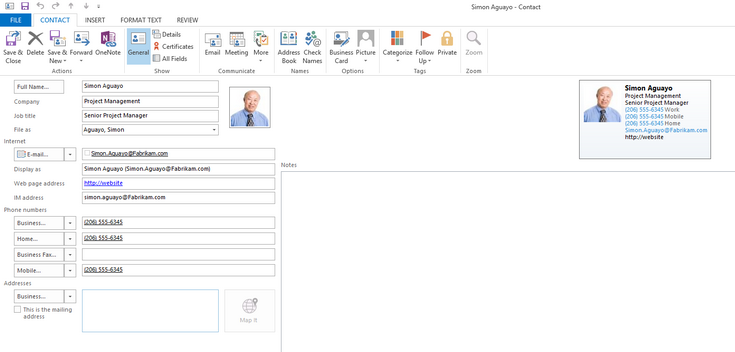 Simon Aguayo - Contact
FILE CONTACT INSERT FORMAT TEXT REVIEW
Save & Close
Delete
Save & New
Forward
OneNote
Actions
General
Details
Certificates
All Fields
Show
Email
Meeting
More
Communicate
Address Book
Check Names
Names
Business Card
Picture
Options
Categorize
Follow Up
Private
Tags
Zoom
Zoom
Full Name... Simon Aguayo
Company Project Management
Job title Senior Project Manager
File as Aguayo, Simon
Internet
E-mail... Simon.Aguayo@Fabrikam.com
Display as Simon Aguayo (Simon.Aguayo@Fabrikam.com)
Web page address http://website
IM address simon.aguayo@Fabrikam.com
Phone numbers
Business... (206) 555-6345
Home... (206) 555-6345
Business Fax...
Mobile... (206) 555-6345
Addresses
Business...
This is the mailing
address
Map It
Simon Aguayo
Project Management
Senior Project Manager
(206) 555-6345 Work
(206) 555-6345 Mobile
(206) 555-6345 Home
Simon.Aguayo@Fabrikam.com
http://website
Notes